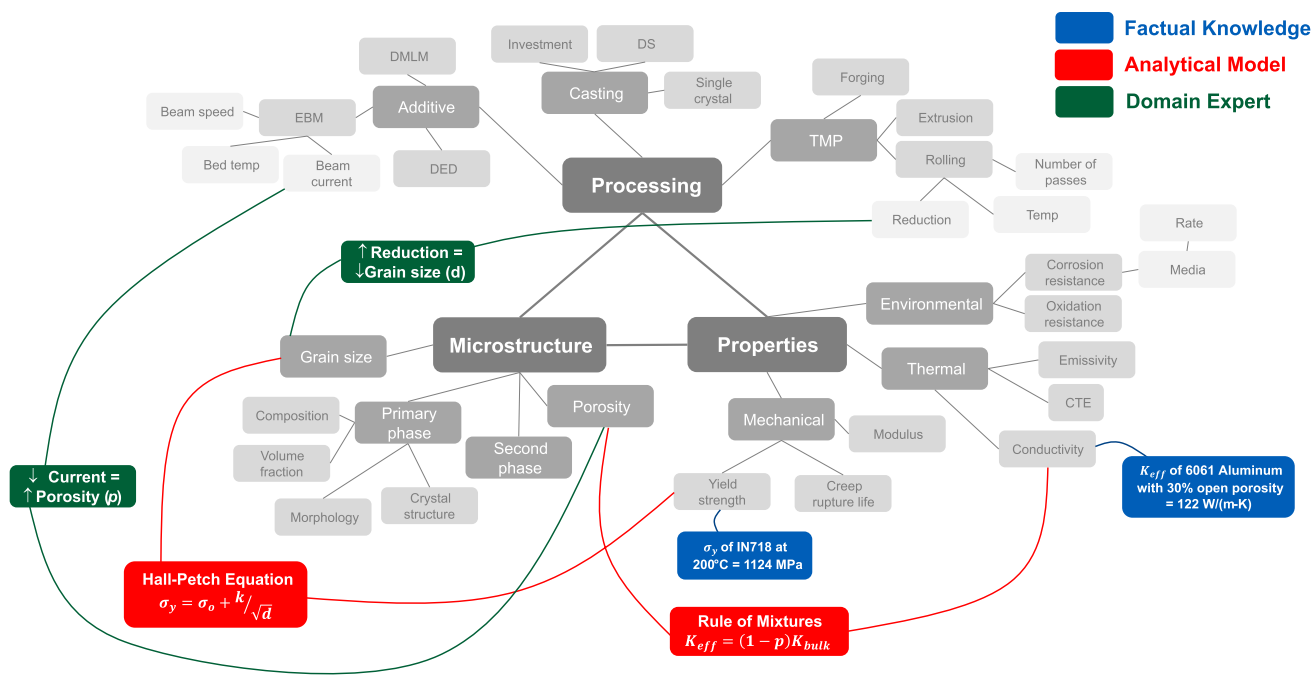 Factual Knowledge
Analytical Model
Domain Expert
Investment
DS
DMLM
Casting
Single
crystal
Forging
Additive
Beam speed
EBM
Extrusion
TMP
Rolling
Number of
passes
Bed temp
Beam
current
DED
Processing
Reduction
Temp
Rate
↑ Reduction =
↓Grain size (d)
Corrosion
resistance
Media
Environmental
Oxidation
resistance
Grain size
Microstructure
Properties
Thermal
Emissivity
CTE
Composition
Primary
phase
Porosity
Mechanical
Modulus
Conductivity
Volume
fraction
Second
phase
↓ Current =
↑Porosity (p)
Morphology
Crystal
structure
Yield
strength
Creep
rupture life
K_eff of 6061 Aluminum
with 30% open porosity
= 122 W/(m-K)
σ_y of IN718 at
200°C = 1124 MPa
Hall-Petch Equation
σ_y = σ_o + k/√d
Rule of Mixtures
K_eff = (1 − p)K_bulk